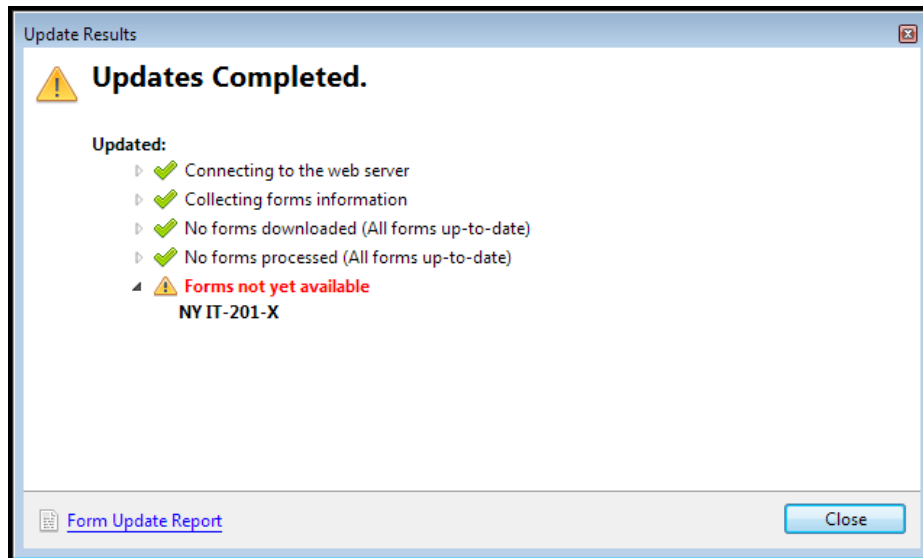 Update Results
Updates Completed.
Updated:
Connecting to the web server
Collecting forms information
No forms downloaded (All forms up-to-date)
No forms processed (All forms up-to-date)
Forms not yet available
NY IT-201-X
Form Update Report
Close